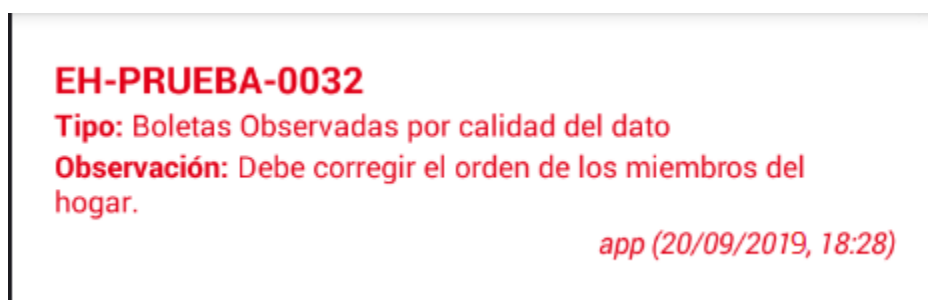 EH-PRUEBA-0032
Tipo: Boletas Observadas por calidad del dato
Observación: Debe corregir el orden de los miembros del
hogar.
app (20/09/2019, 18:28)